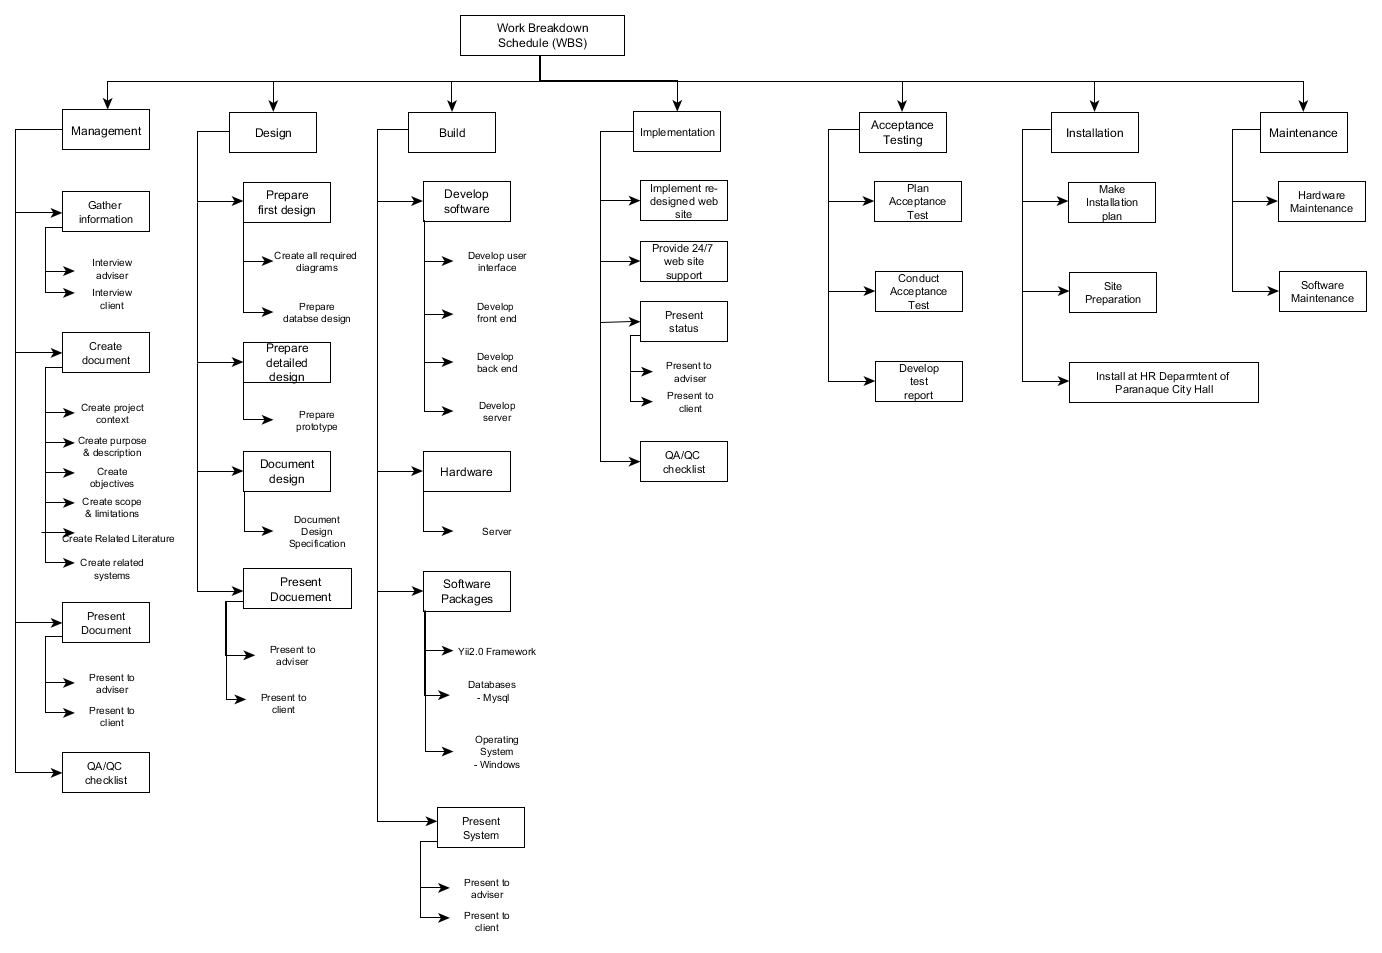 Work Breakdown
Schedule (WBS)
Management
Gather
information
Interview
adviser
Interview
client
Create
document
Create project
context
Create purpose
& description
Create
objectives
Create scope
& limitations
Create Related Literature
Create related
systems
Present
Document
Present to
adviser
Present to
client
QA/QC
checklist
Design
Prepare
first design
Create all required
diagrams
Prepare
databse design
Prepare
detailed
design
Prepare
prototype
Document
design
Document
Design
Specification
Present
Docuement
Present to
adviser
Present to
client
Build
Develop
software
Develop user
interface
Develop
front end
Develop
back end
Develop
server
Hardware
Server
Software
Packages
Yii2.0 Framework
Databases
- Mysql
Operating
System
- Windows
Present
System
Present to
adviser
Present to
client
Implementation
Implement re-
designed web
site
Provide 24/7
web site
support
Present
status
Present to
adviser
Present to
client
QA/QC
checklist
Acceptance
Testing
Plan
Acceptance
Test
Conduct
Acceptance
Test
Develop
test
report
Installation
Make
Installation
plan
Site
Preparation
Install at HR Deparmtent of
Paranaque City Hall
Maintenance
Hardware
Maintenance
Software
Maintenance